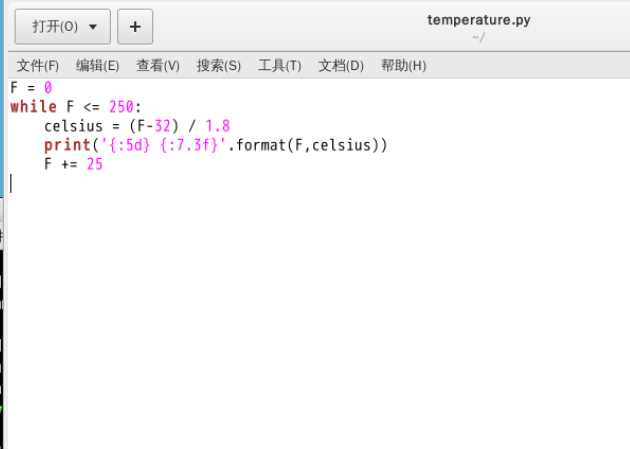 打开(O)
+
temperature.py
~/
文件(F) 编辑(E) 查看(V) 搜索(S) 工具(T) 文档(D) 帮助(H)
F = 0
while F <= 250:
    celsius = (F-32) / 1.8
    print('{:5d} {:7.3f}'.format(F,celsius))
    F += 25